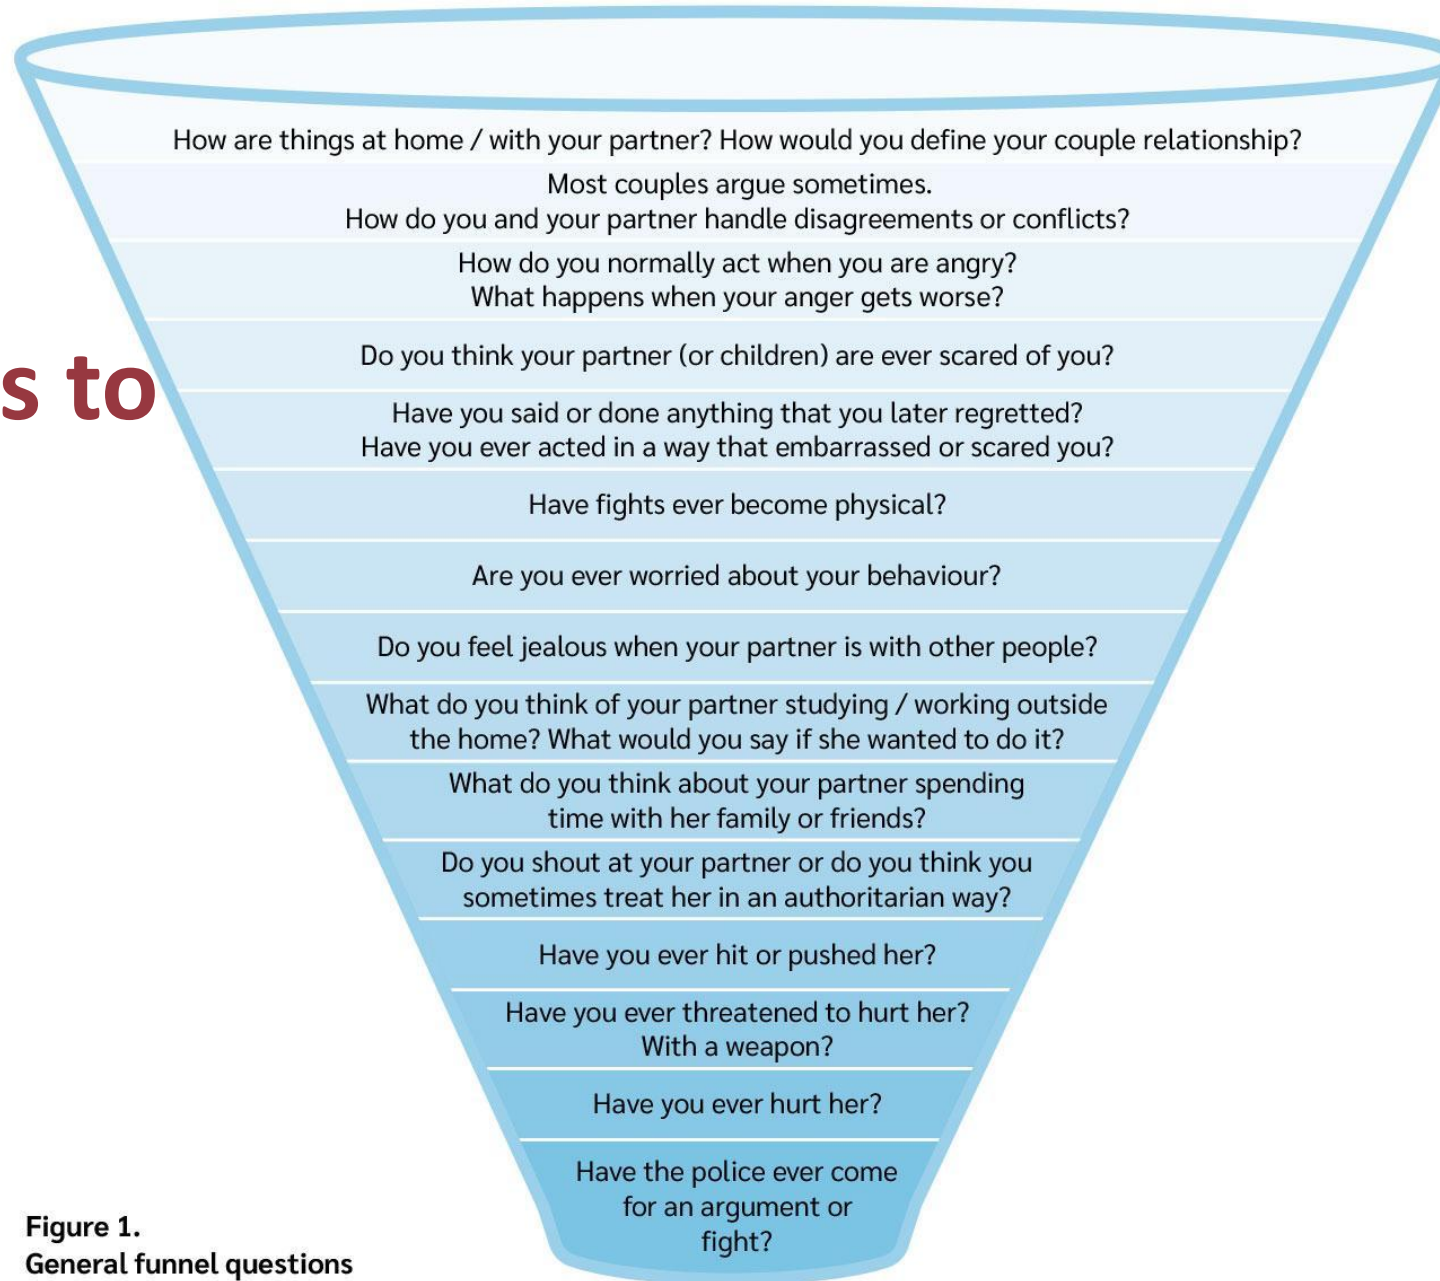 How are things at home / with your partner? How would you define your couple relationship?
Most couples argue sometimes.
How do you and your partner handle disagreements or conflicts?
How do you normally act when you are angry?
What happens when your anger gets worse?
Do you think your partner (or children) are ever scared of you?
s to
Have you said or done anything that you later regretted?
Have you ever acted in a way that embarrassed or scared you?
Have fights ever become physical?
Are you ever worried about your behaviour?
Do you feel jealous when your partner is with other people?
What do you think of your partner studying / working outside
the home? What would you say if she wanted to do it?
What do you think about your partner spending
time with her family or friends?
Do you shout at your partner or do you think you
sometimes treat her in an authoritarian way?
Have you ever hit or pushed her?
Have you ever threatened to hurt her?
With a weapon?
Have you ever hurt her?
Have the police ever come
for an argument or
fight?
Figure 1.
General funnel questions